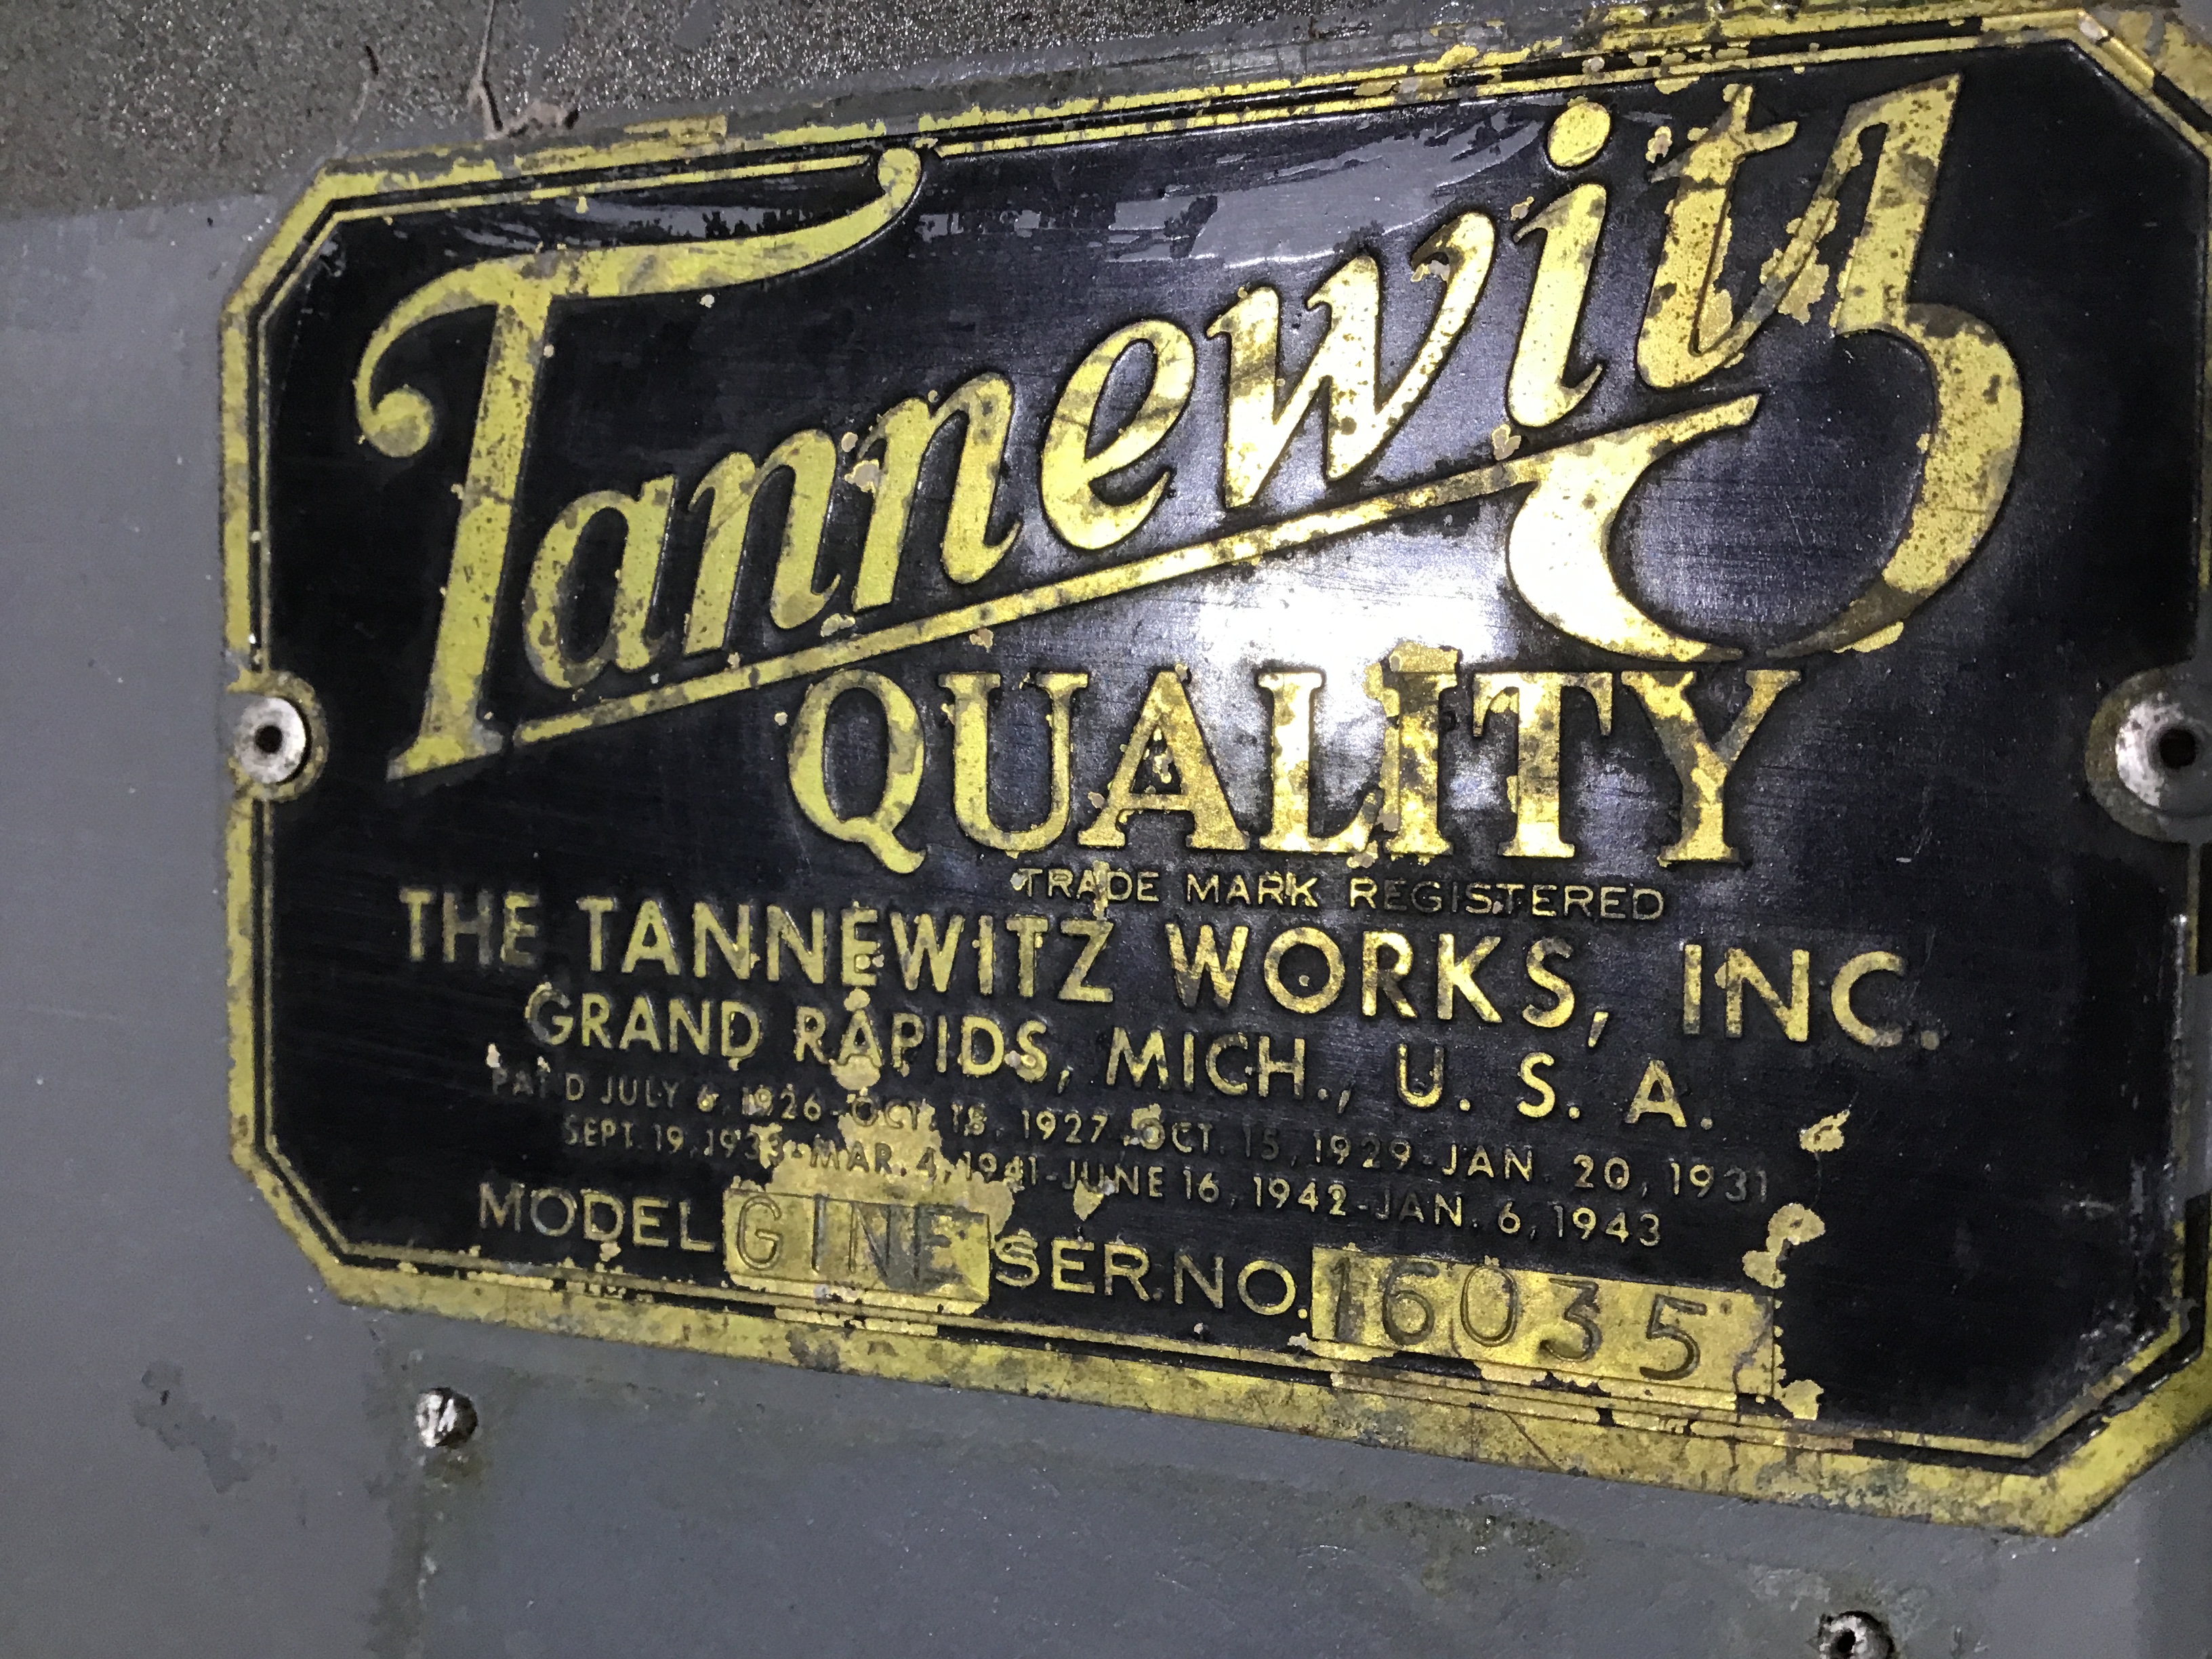 Tannewitz
QUALITY
TRADE MARK REGISTERED
THE TANNEWITZ WORKS, INC.
GRAND RAPIDS, MICH., U. S. A.
PAT'D JULY 6, 1926-OCT. 18, 1927-OCT. 15, 1929-JAN. 20, 1931
SEPT. 19, 1933-MAR. 4, 1941-JUNE 16, 1942-JAN. 6, 1943
MODEL G1NE SER. NO. 16035